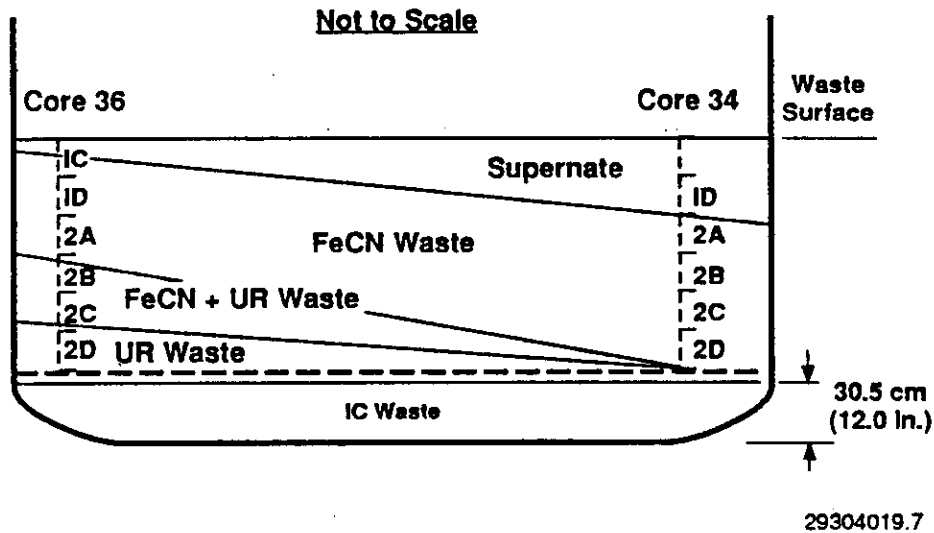 Not to Scale
Core 36
Core 34
Waste
Surface
IC
ID
2A
2B
2C
2D
Supernate
FeCN Waste
FeCN + UR Waste
UR Waste
ID
2A
2B
2C
2D
IC Waste
30.5 cm
(12.0 in.)
29304019.7